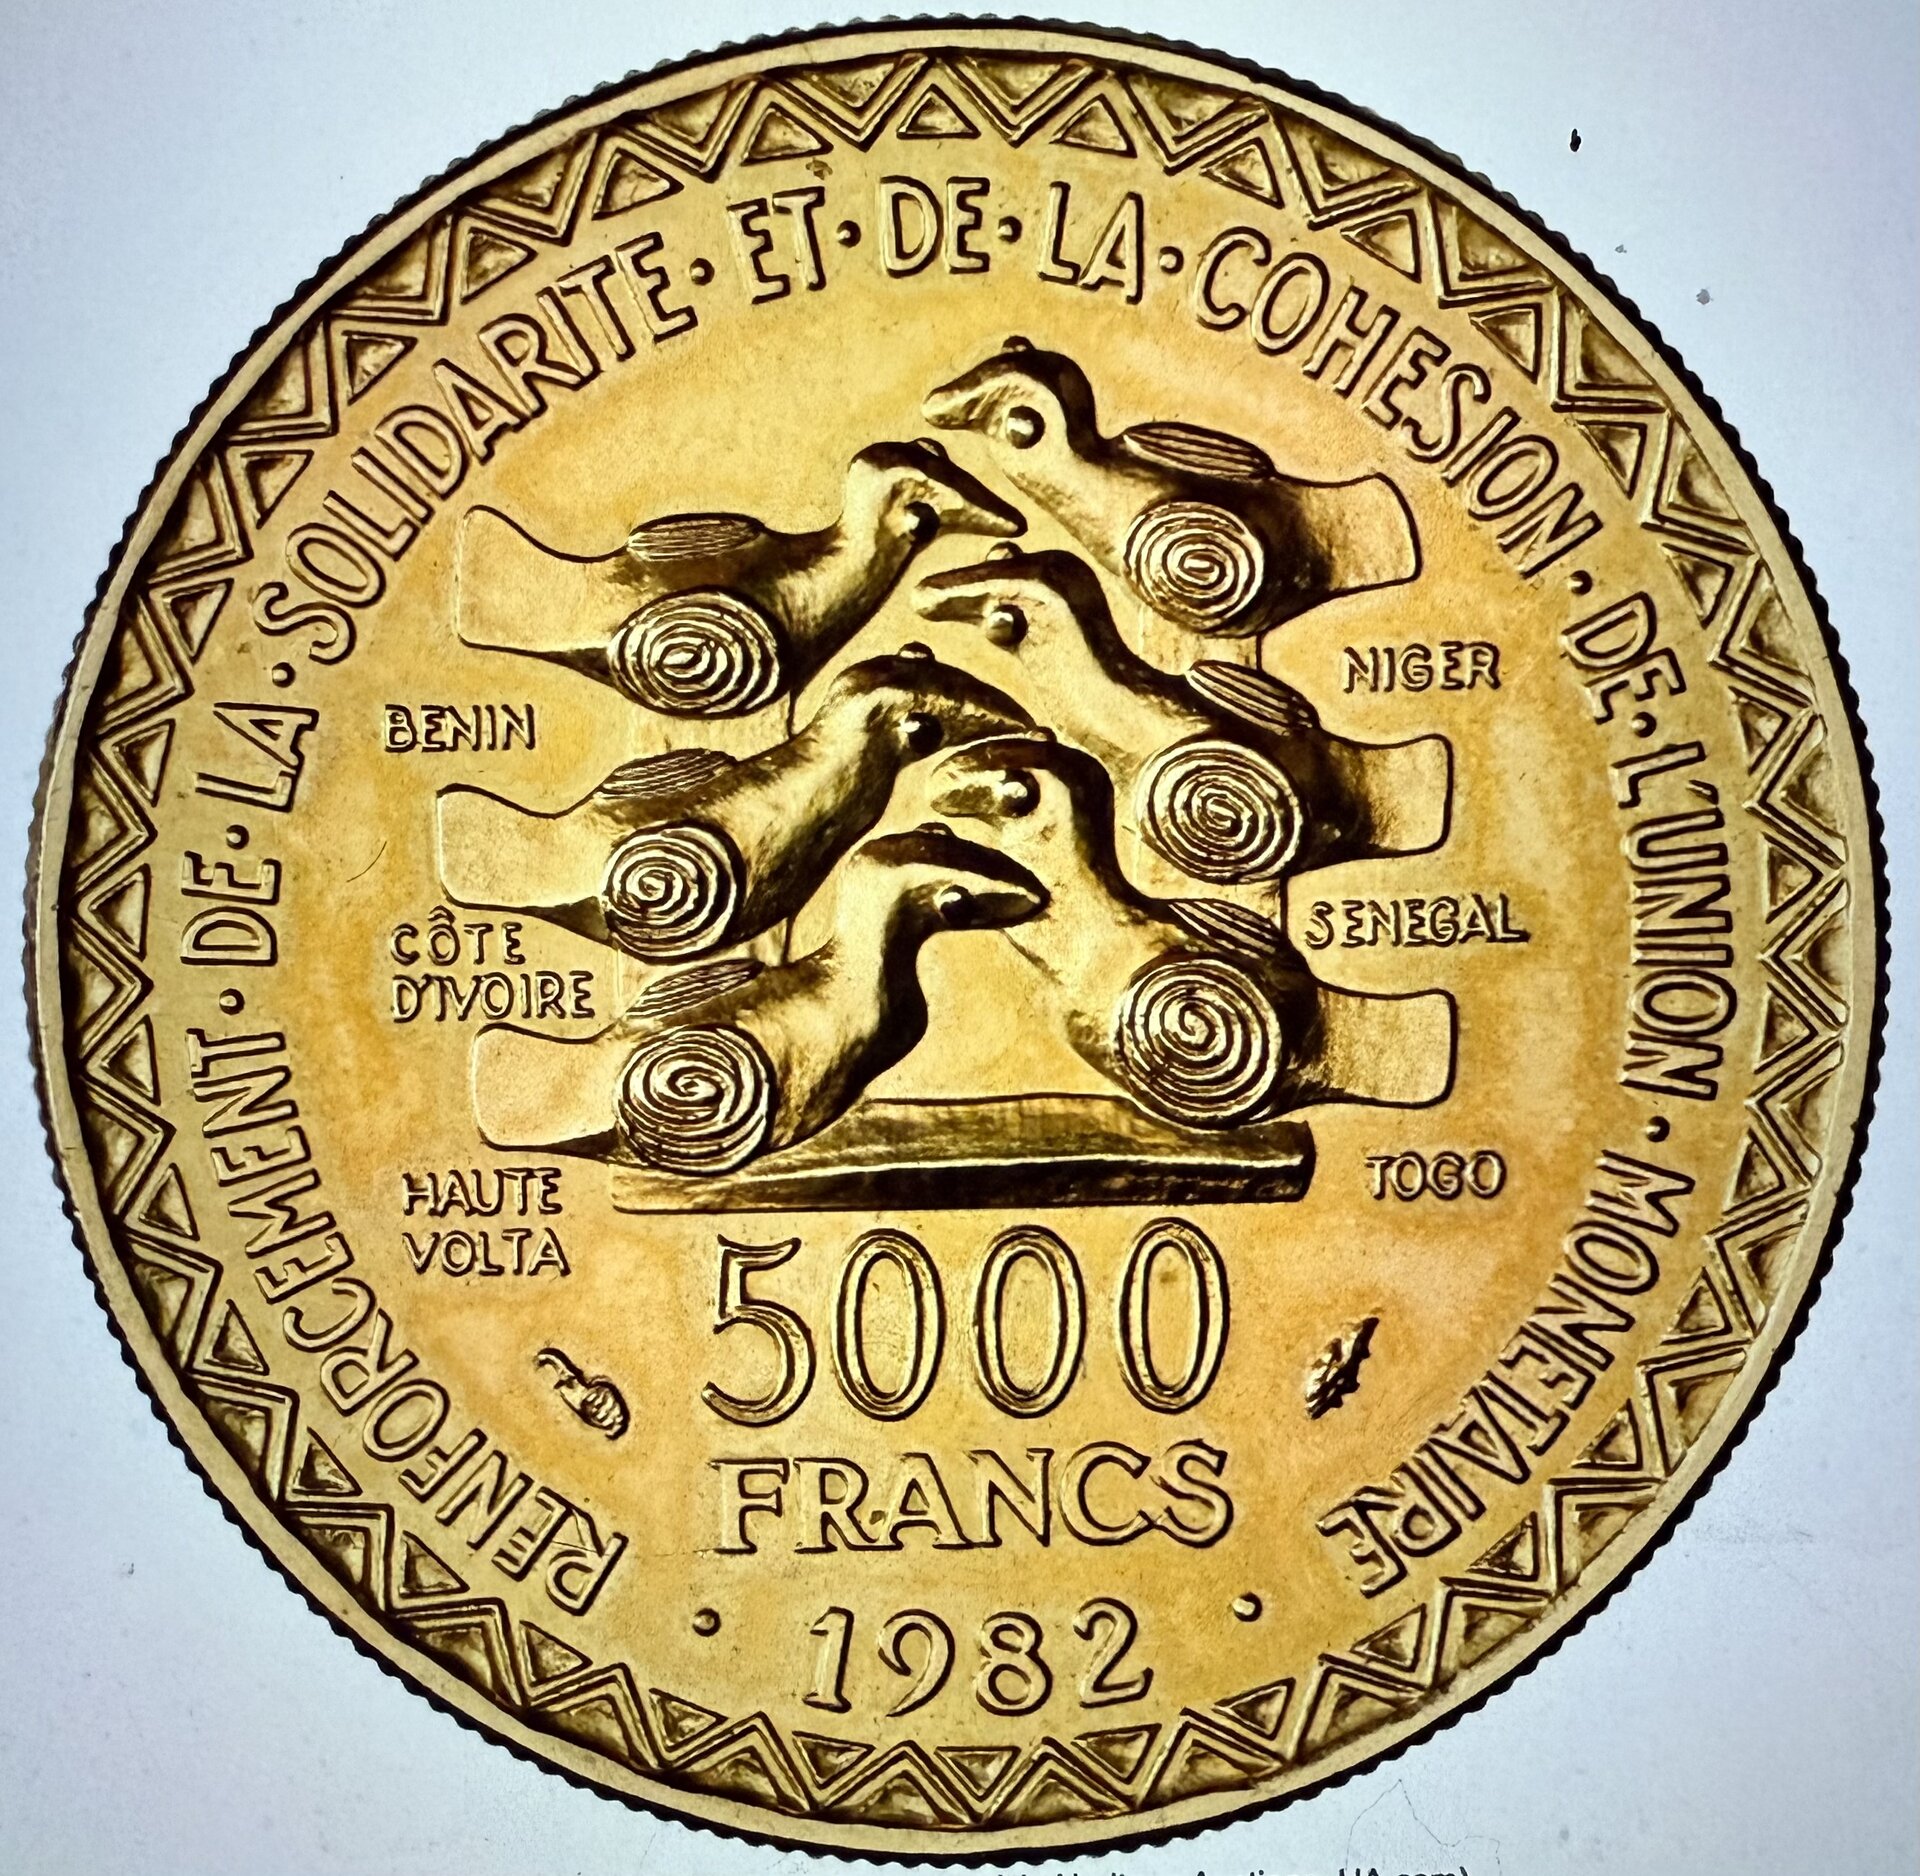 RENFORCEMENT·DE·LA·SOLIDARITE·ET·DE·LA·COHESION·DE·L'UNION·MONETAIRE
BENIN
NIGER
CÔTE
D'IVOIRE
SENEGAL
HAUTE
VOLTA
TOGO
5000
FRANCS
· 1982 ·